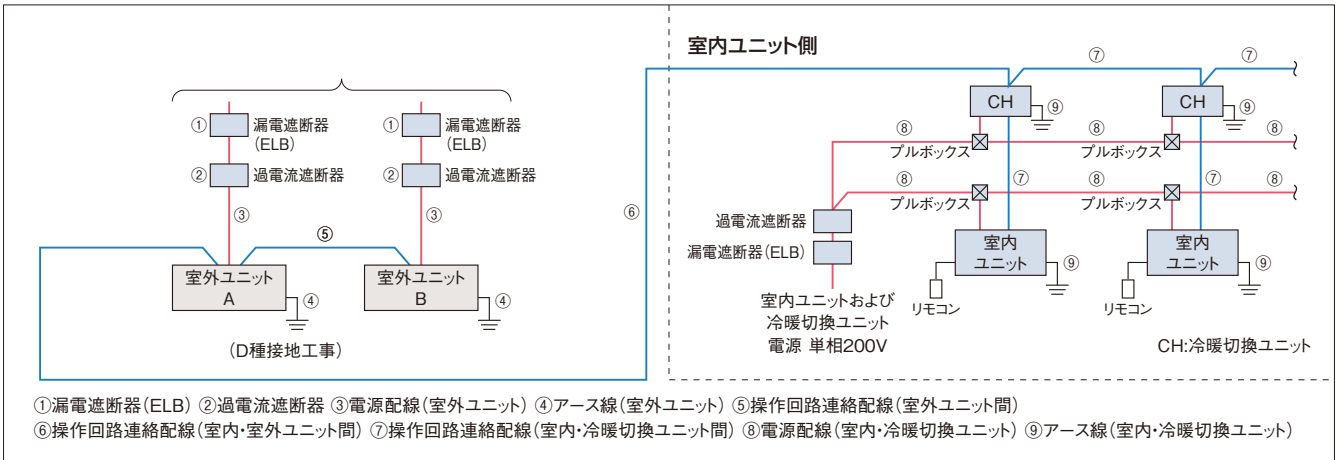 室内ユニット側
①漏電遮断器
(ELB)
①漏電遮断器
(ELB)
②過電流遮断器
②過電流遮断器
③
③
⑤
⑥
室外ユニット
A
④
室外ユニット
B
④
(D種接地工事)
⑦
⑦
CH
⑨
CH
⑨
⑧
⑧
⑧
プルボックス
プルボックス
⑧
⑦
⑧
⑦
⑧
プルボックス
プルボックス
過電流遮断器
漏電遮断器(ELB)
室内
ユニット
⑨
室内
ユニット
⑨
リモコン
リモコン
室内ユニットおよび
冷暖切換ユニット
電源 単相200V
CH:冷暖切換ユニット
①漏電遮断器(ELB) ②過電流遮断器 ③電源配線(室外ユニット) ④アース線(室外ユニット) ⑤操作回路連絡配線(室外ユニット間)
⑥操作回路連絡配線(室内・室外ユニット間) ⑦操作回路連絡配線(室内・冷暖切換ユニット間) ⑧電源配線(室内・冷暖切換ユニット) ⑨アース線(室内・冷暖切換ユニット)